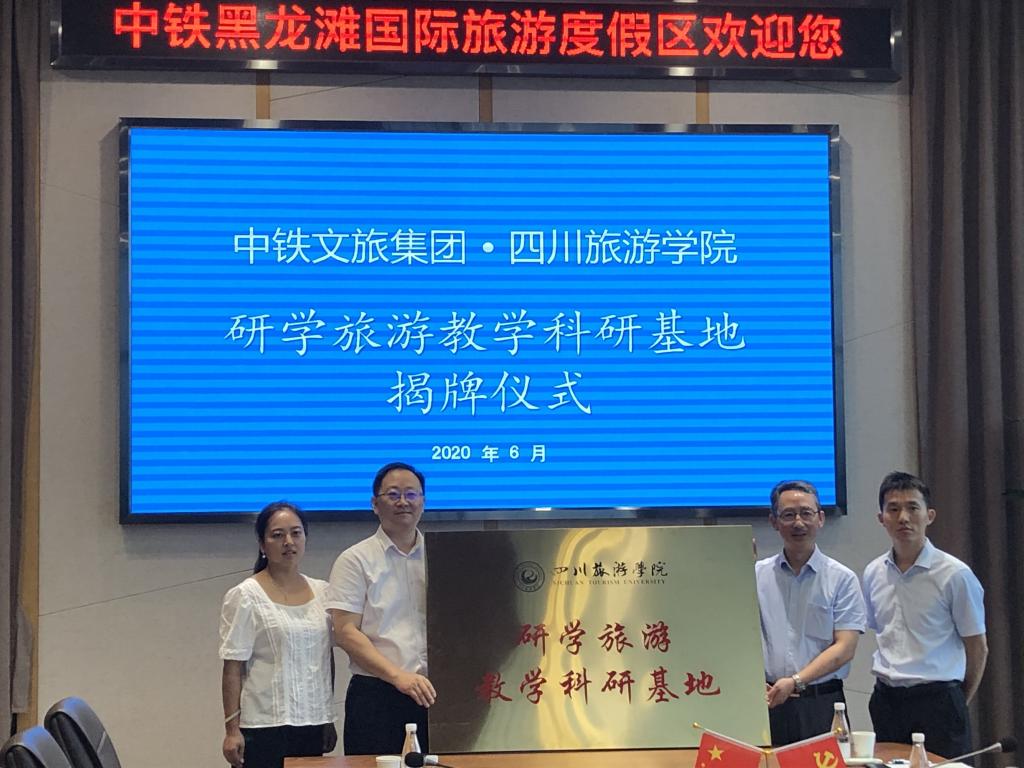 中铁黑龙滩国际旅游度假区欢迎您
中铁文旅集团·四川旅游学院
研学旅游教学科研基地
揭牌仪式
2020 年 6 月
四川旅游学院
SICHUAN TOURISM UNIVERSITY
研学旅游
教学科研基地